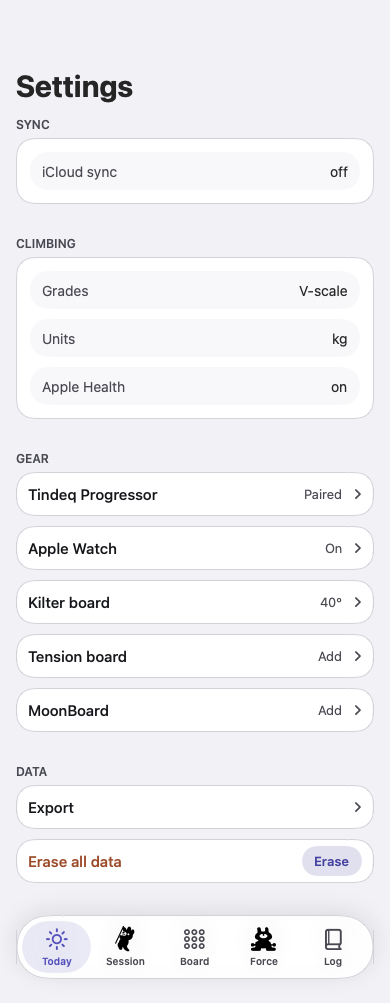 Settings
SYNC
iCloud sync off
CLIMBING
Grades V-scale
Units kg
Apple Health on
GEAR
Tindeq Progressor Paired
Apple Watch On
Kilter board 40°
Tension board Add
MoonBoard Add
DATA
Export
Erase all data Erase
Today Session Board Force Log